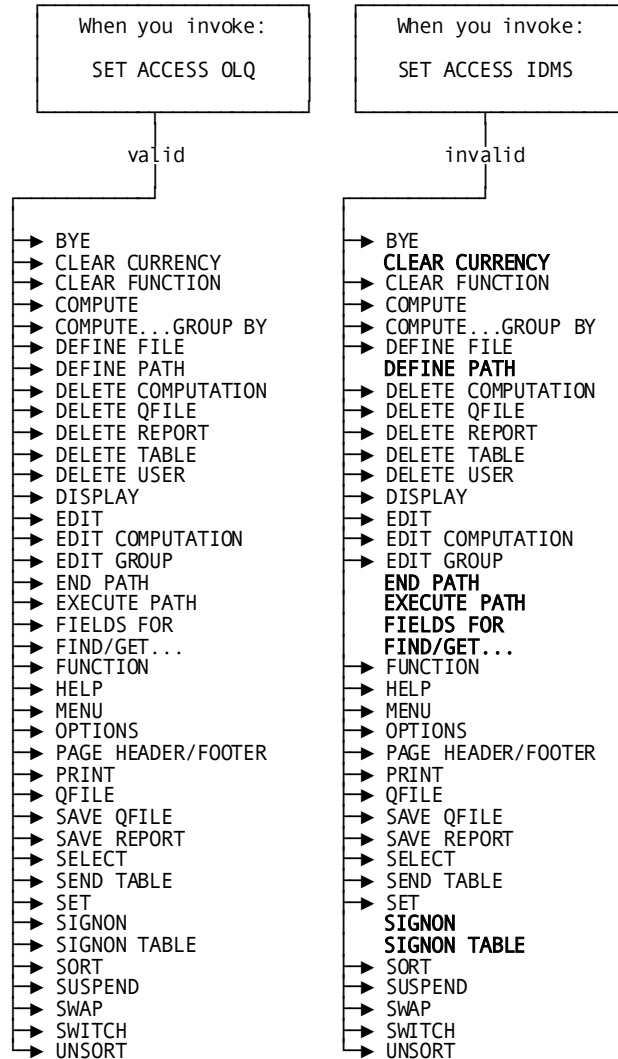 When you invoke:
SET ACCESS OLQ
valid
BYE
CLEAR CURRENCY
CLEAR FUNCTION
COMPUTE
COMPUTE...GROUP BY
DEFINE FILE
DEFINE PATH
DELETE COMPUTATION
DELETE QFILE
DELETE REPORT
DELETE TABLE
DELETE USER
DISPLAY
EDIT
EDIT COMPUTATION
EDIT GROUP
END PATH
EXECUTE PATH
FIELDS FOR
FIND/GET...
FUNCTION
HELP
MENU
OPTIONS
PAGE HEADER/FOOTER
PRINT
QFILE
SAVE QFILE
SAVE REPORT
SELECT
SEND TABLE
SET
SIGNON
SIGNON TABLE
SORT
SUSPEND
SWAP
SWITCH
UNSORT
When you invoke:
SET ACCESS IDMS
invalid
BYE
CLEAR CURRENCY
CLEAR FUNCTION
COMPUTE
COMPUTE...GROUP BY
DEFINE FILE
DEFINE PATH
DELETE COMPUTATION
DELETE QFILE
DELETE REPORT
DELETE TABLE
DELETE USER
DISPLAY
EDIT
EDIT COMPUTATION
EDIT GROUP
END PATH
EXECUTE PATH
FIELDS FOR
FIND/GET...
FUNCTION
HELP
MENU
OPTIONS
PAGE HEADER/FOOTER
PRINT
QFILE
SAVE QFILE
SAVE REPORT
SELECT
SEND TABLE
SET
SIGNON
SIGNON TABLE
SORT
SUSPEND
SWAP
SWITCH
UNSORT